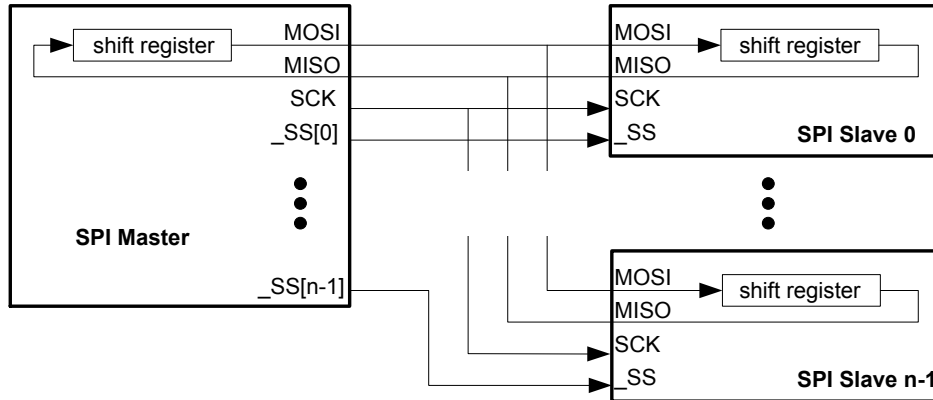 shift register
MOSI
MISO
SCK
_SS[0]
SPI Master
_SS[n-1]
MOSI
shift register
MISO
SCK
_SS
SPI Slave 0
MOSI
shift register
MISO
SCK
_SS
SPI Slave n-1